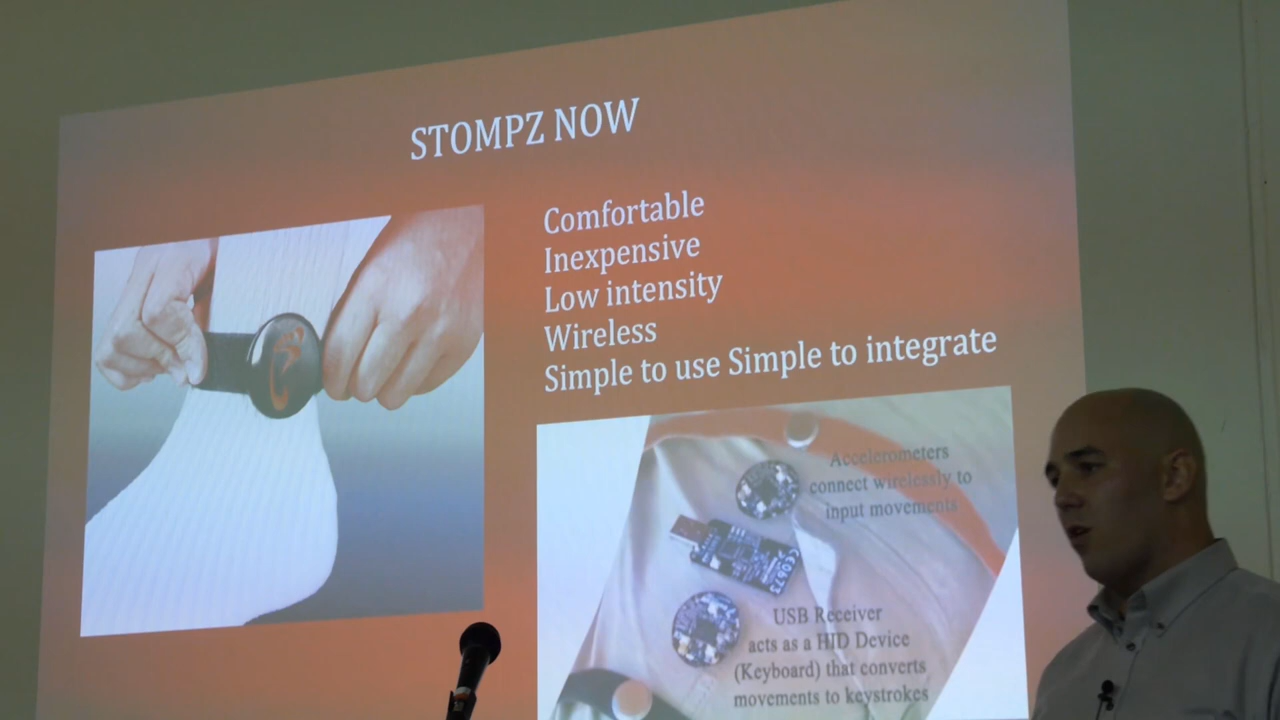 STOMPZ NOW
Comfortable
Inexpensive
Low intensity
Wireless
Simple to use Simple to integrate
Accelerometers
connect wirelessly to
input movements
USB Receiver
acts as a HID Device
(Keyboard) that converts
movements to keystrokes